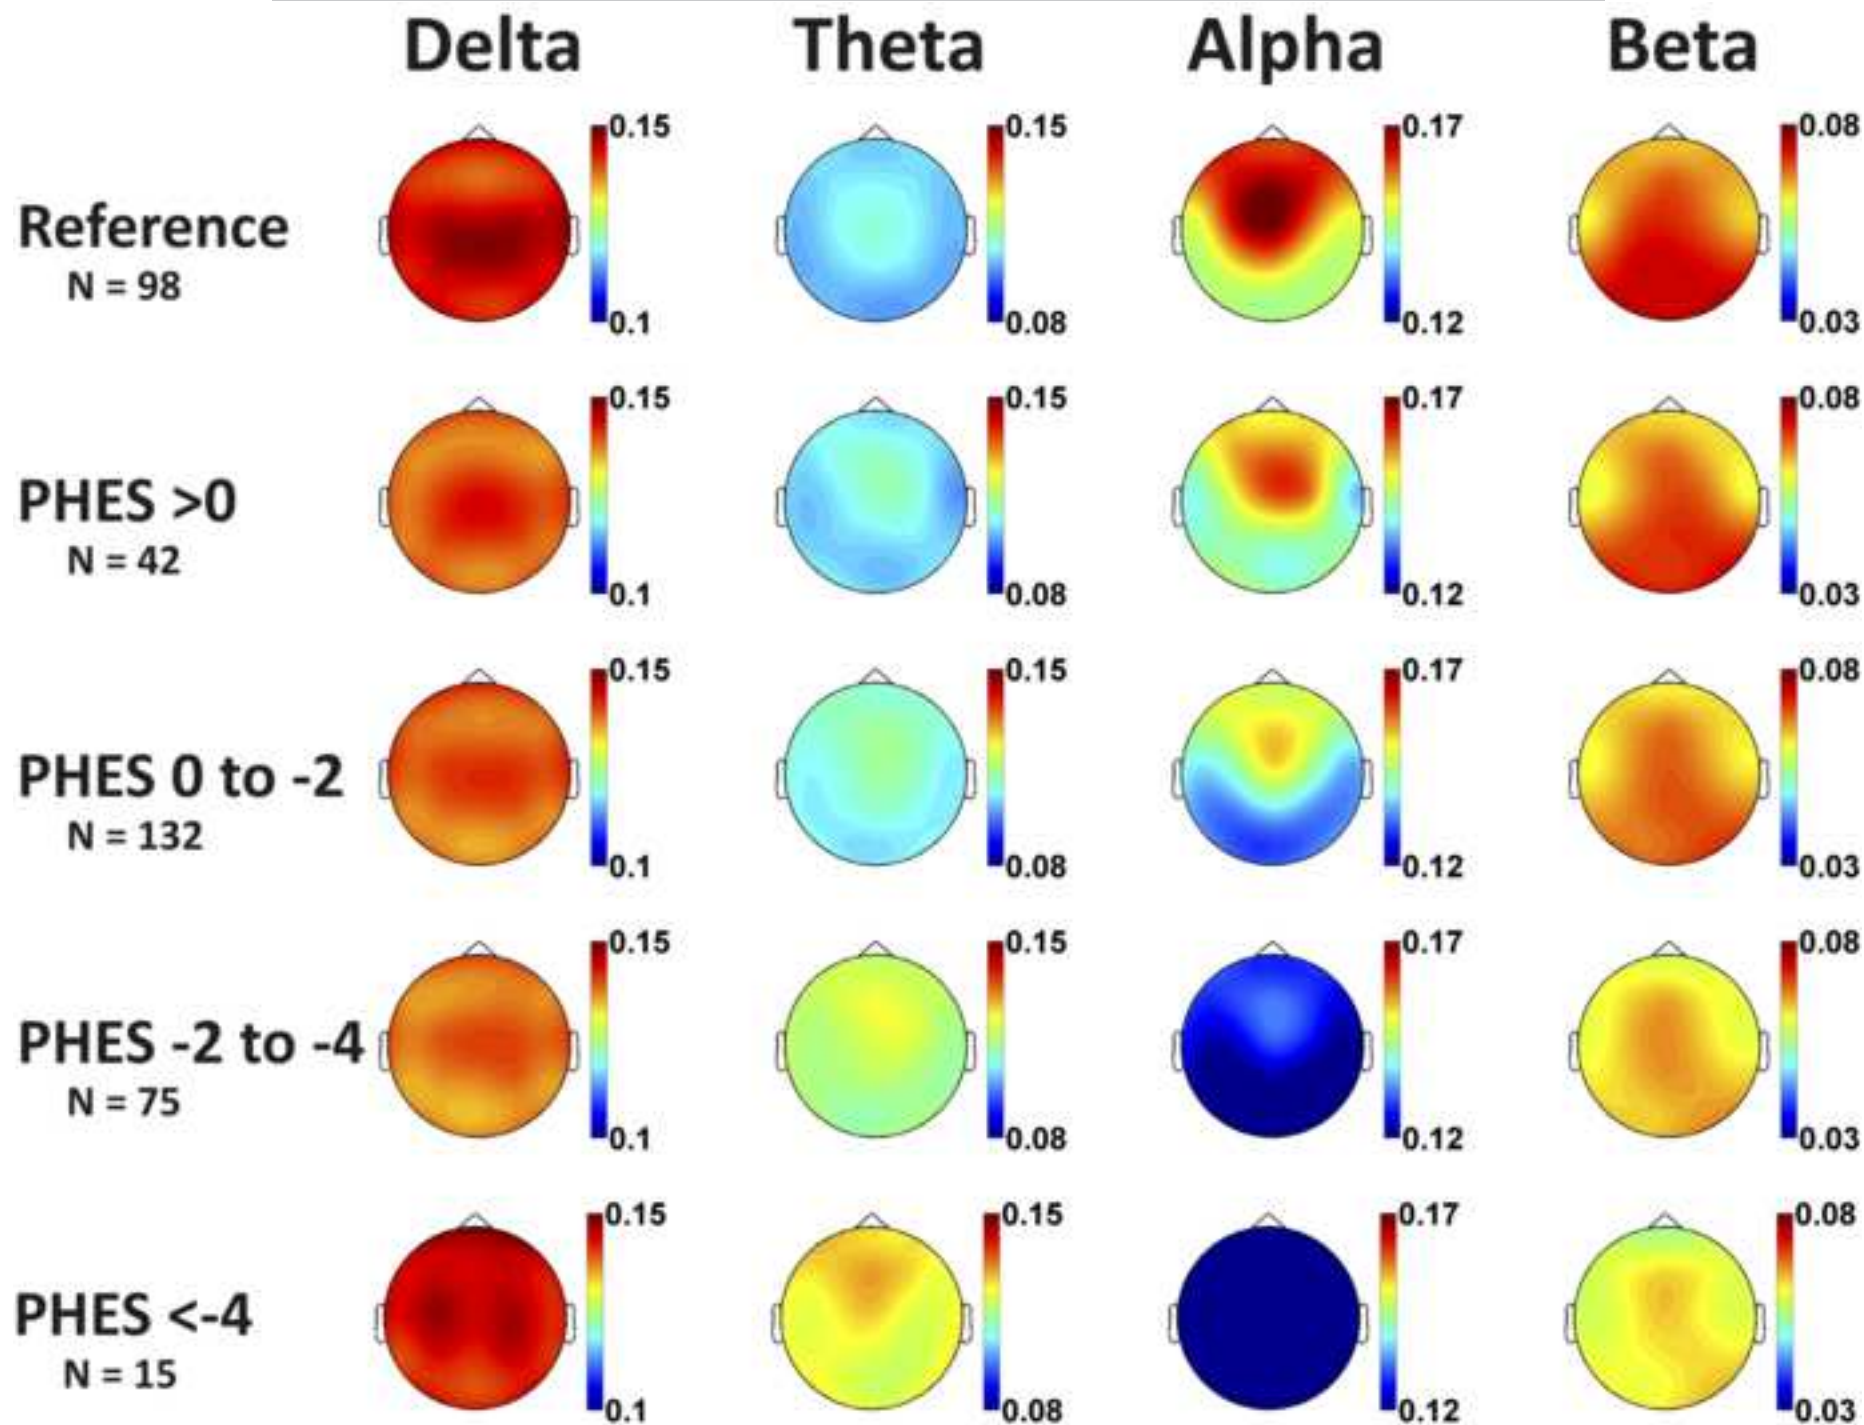 Delta Theta Alpha Beta
Reference
N = 98
0.15 0.15 0.17 0.08
0.1 0.08 0.12 0.03
PHES >0
N = 42
0.15 0.15 0.17 0.08
0.1 0.08 0.12 0.03
PHES 0 to -2
N = 132
0.15 0.15 0.17 0.08
0.1 0.08 0.12 0.03
PHES -2 to -4
N = 75
0.15 0.15 0.17 0.08
0.1 0.08 0.12 0.03
PHES <-4
N = 15
0.15 0.15 0.17 0.08
0.1 0.08 0.12 0.03